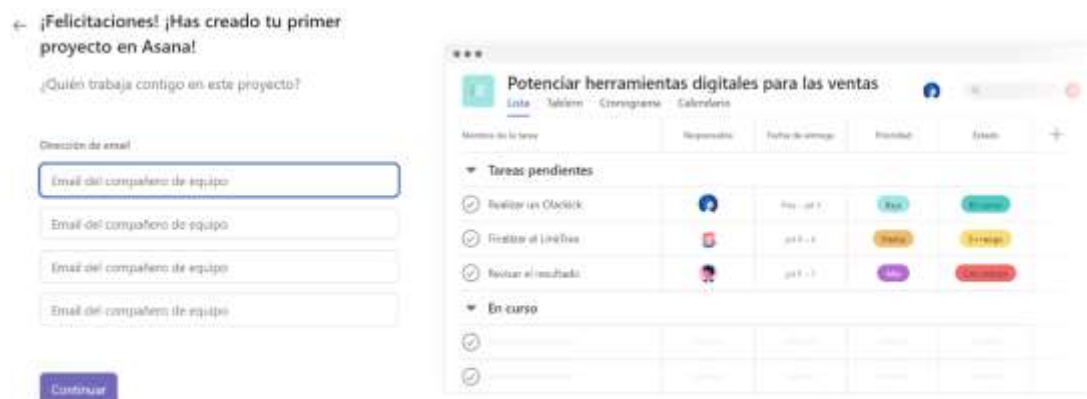 ¡Felicitaciones! ¡Has creado tu primer
proyecto en Asana!
¿Quién trabaja contigo en este proyecto?
Dirección de email
Email del compañero de equipo
Email del compañero de equipo
Email del compañero de equipo
Email del compañero de equipo
Continuar
Potenciar herramientas digitales para las ventas
Lista Tablero Cronograma Calendario
Nombre de la tarea Responsable Fecha de entrega Prioridad Estado
Tareas pendientes
Realizar un Baja
Finalizar el LinkTree
Revisar el resultado Alta
En curso